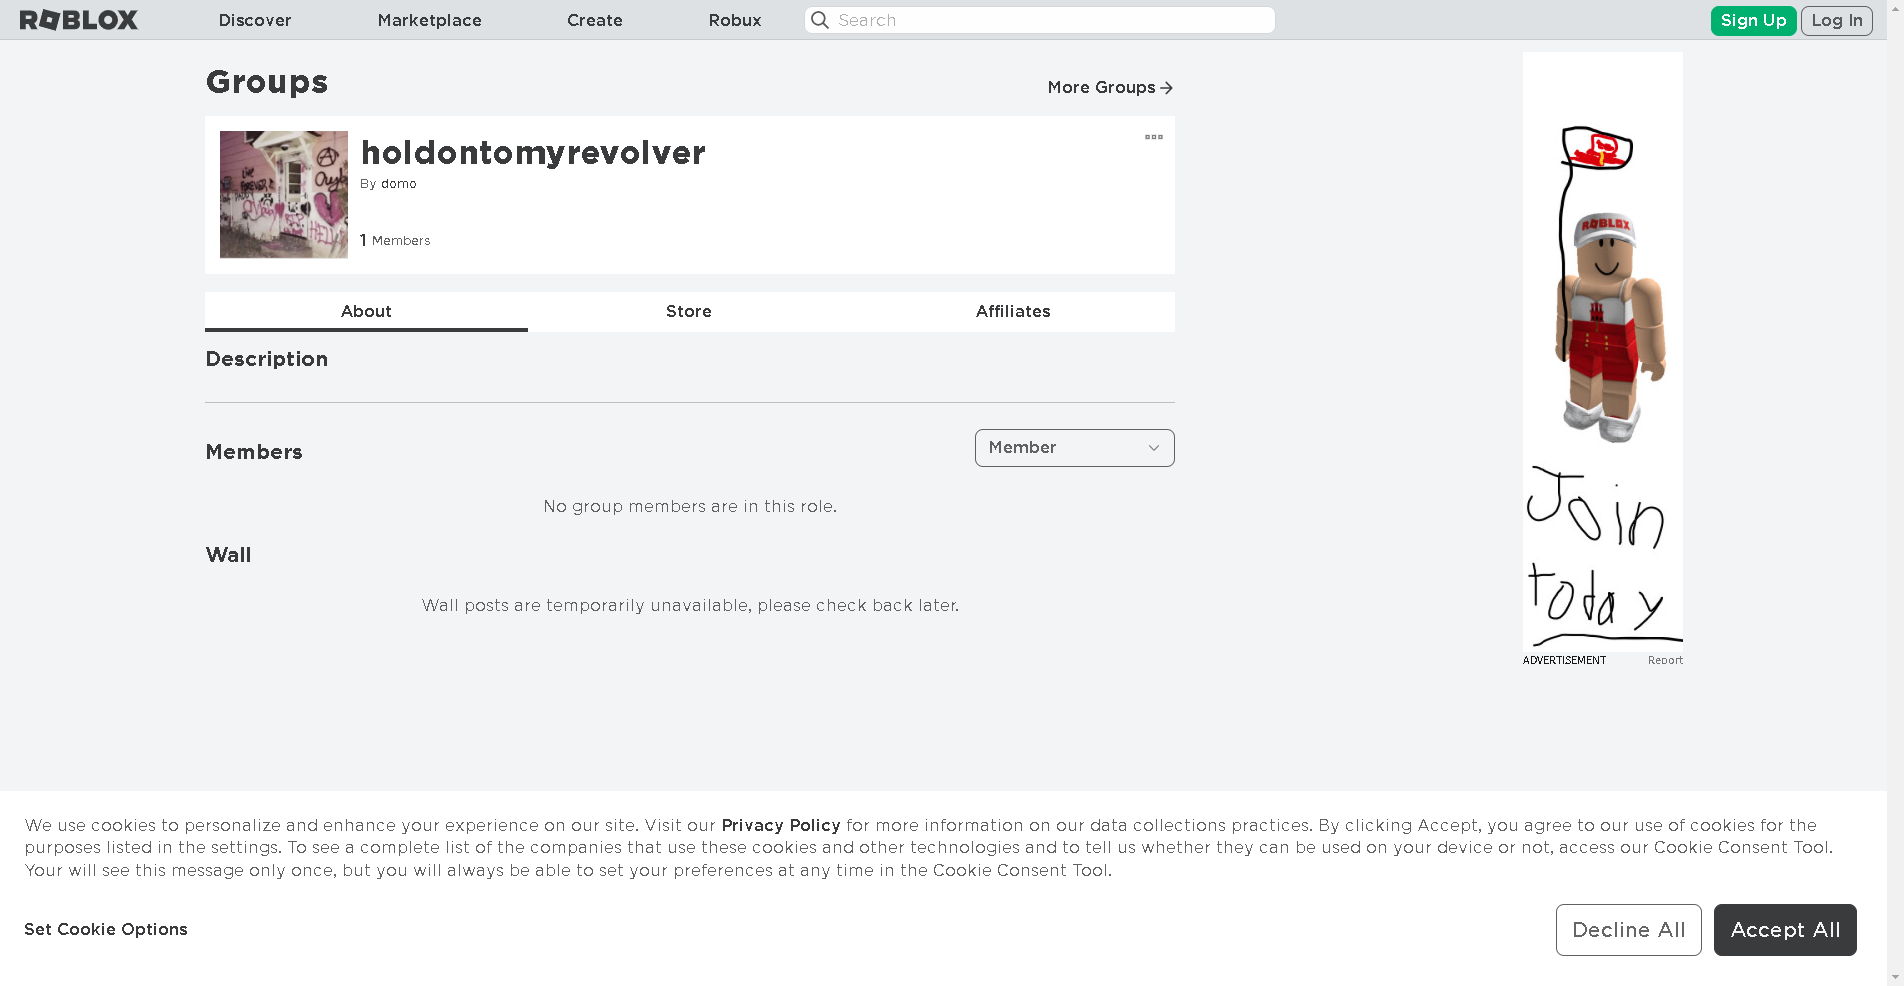 ROBLOX Discover Marketplace Create Robux Search Sign Up Log In
Groups
More Groups
holdontomyrevolver
By domo
1 Members
About Store Affiliates
Description
Members
Member
No group members are in this role.
Wall
Wall posts are temporarily unavailable, please check back later.
ROBLOX
Join
today
ADVERTISEMENT Report
We use cookies to personalize and enhance your experience on our site. Visit our Privacy Policy for more information on our data collections practices. By clicking Accept, you agree to our use of cookies for the
purposes listed in the settings. To see a complete list of the companies that use these cookies and other technologies and to tell us whether they can be used on your device or not, access our Cookie Consent Tool.
Your will see this message only once, but you will always be able to set your preferences at any time in the Cookie Consent Tool.
Set Cookie Options
Decline All
Accept All